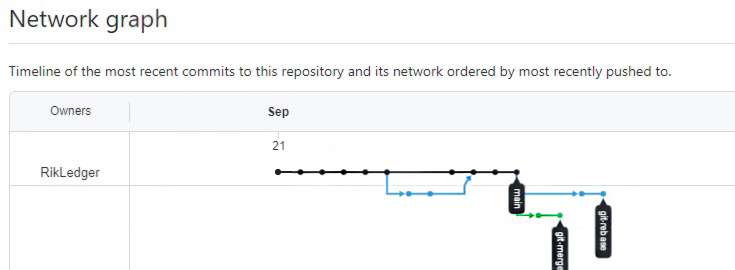 Network graph
Timeline of the most recent commits to this repository and its network ordered by most recently pushed to.
Owners
Sep
21
RikLedger
main
git-rebase
git-merge